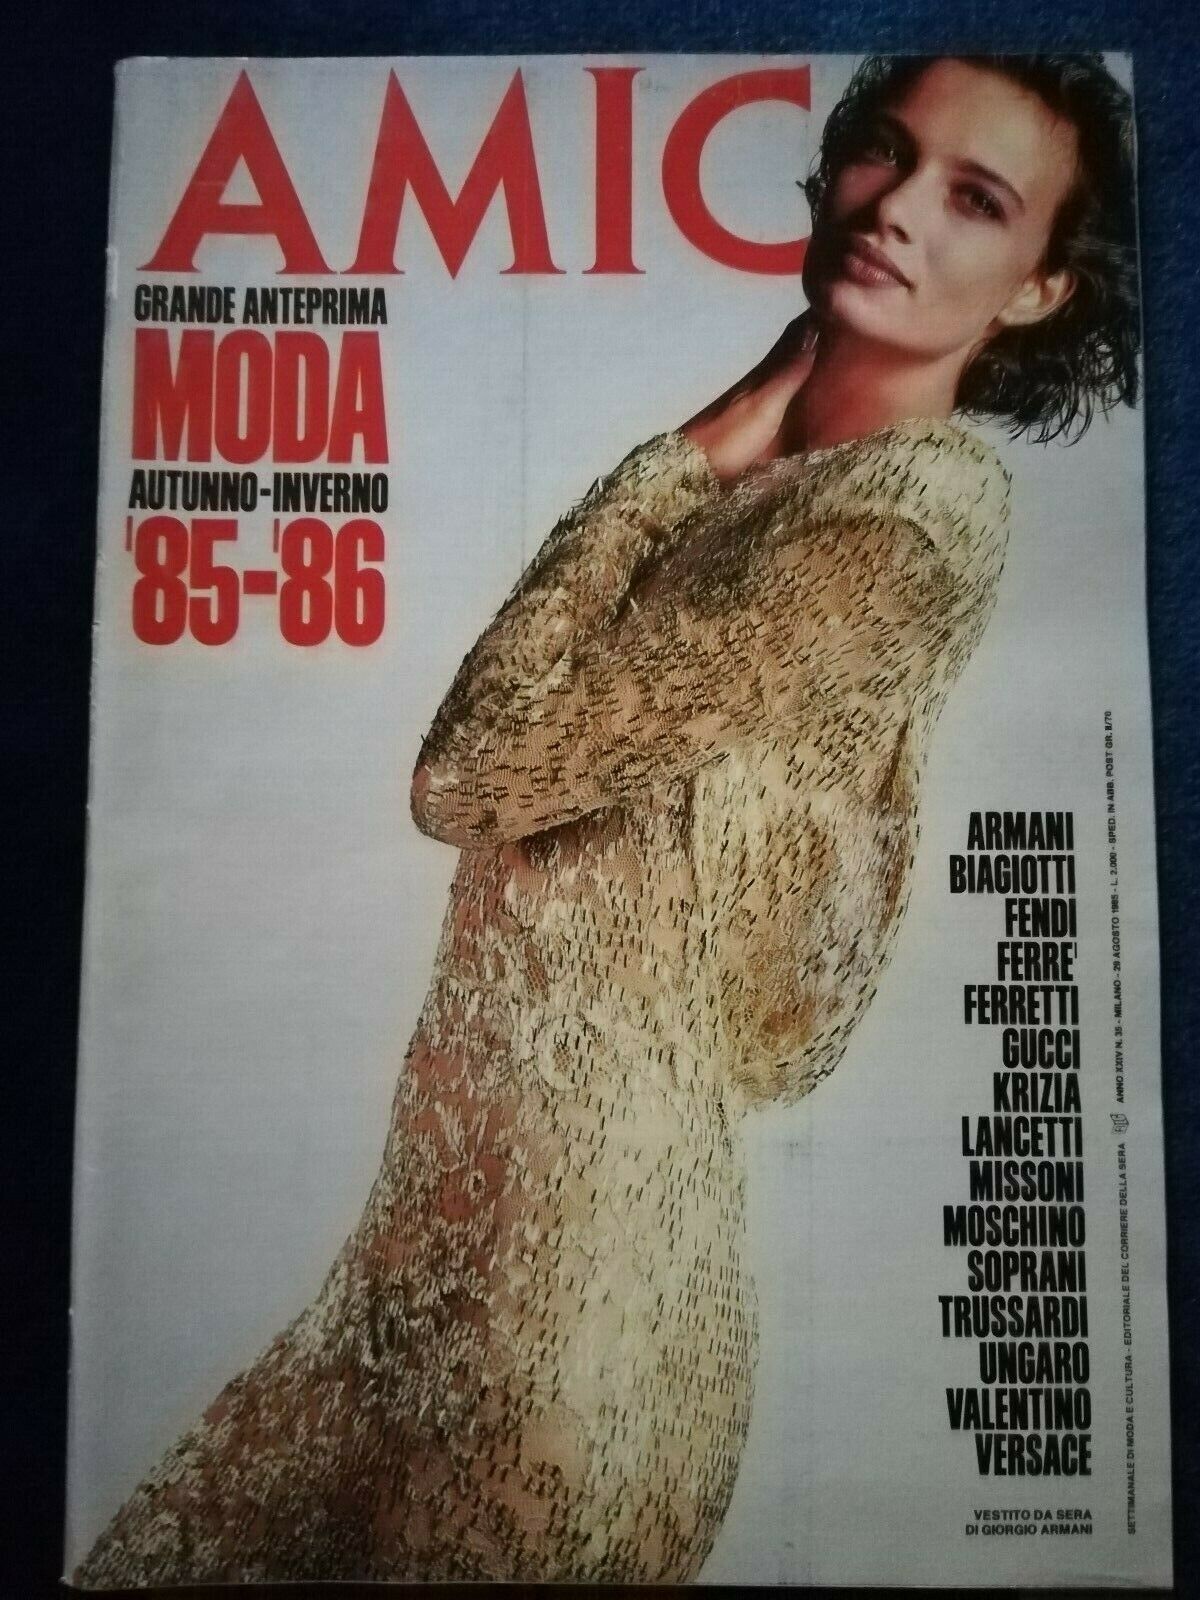 AMIC
GRANDE ANTEPRIMA
MODA
AUTUNNO-INVERNO
'85-'86
ARMANI
BIAGIOTTI
FENDI
FERRE'
FERRETTI
GUCCI
KRIZIA
LANCETTI
MISSONI
MOSCHINO
SOPRANI
TRUSSARDI
UNGARO
VALENTINO
VERSACE
VESTITO DA SERA
DI GIORGIO ARMANI
SETTIMANALE DI MODA E CULTURA - EDITORIALE DEL CORRIERE DELLA SERA ANNO XXIV N. 35 - MILANO - 29 AGOSTO 1985 - L. 2.000 - SPED. IN ABB. POST GR. II/70